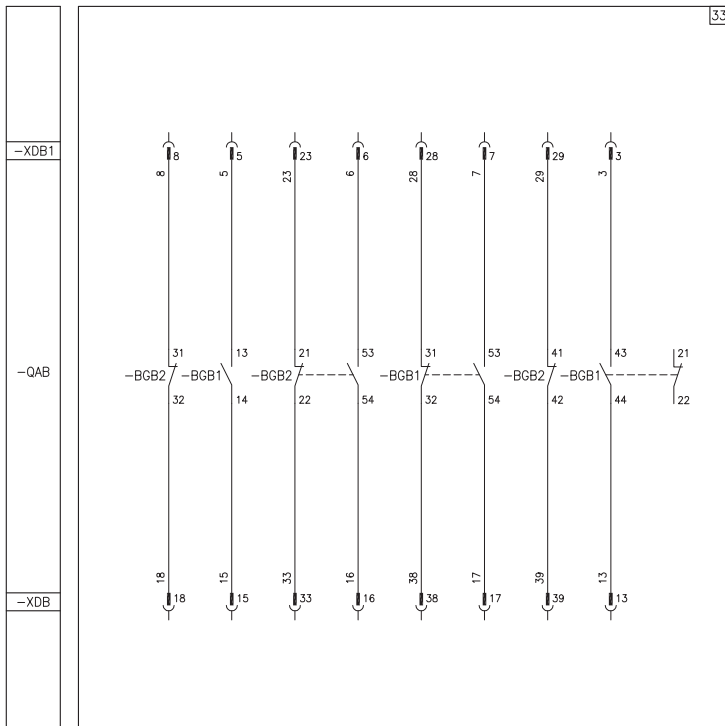 33
-XDB1
8 5 23 6 28 7 29 3
8 5 23 6 28 7 29 3
31 13 21 53 31 53 41 43 21
-QAB
-BGB2 -BGB1 -BGB2 -BGB1 -BGB2 -BGB1
32 14 22 54 32 54 42 44 22
18 15 33 16 38 17 39 13
-XDB
18 15 33 16 38 17 39 13